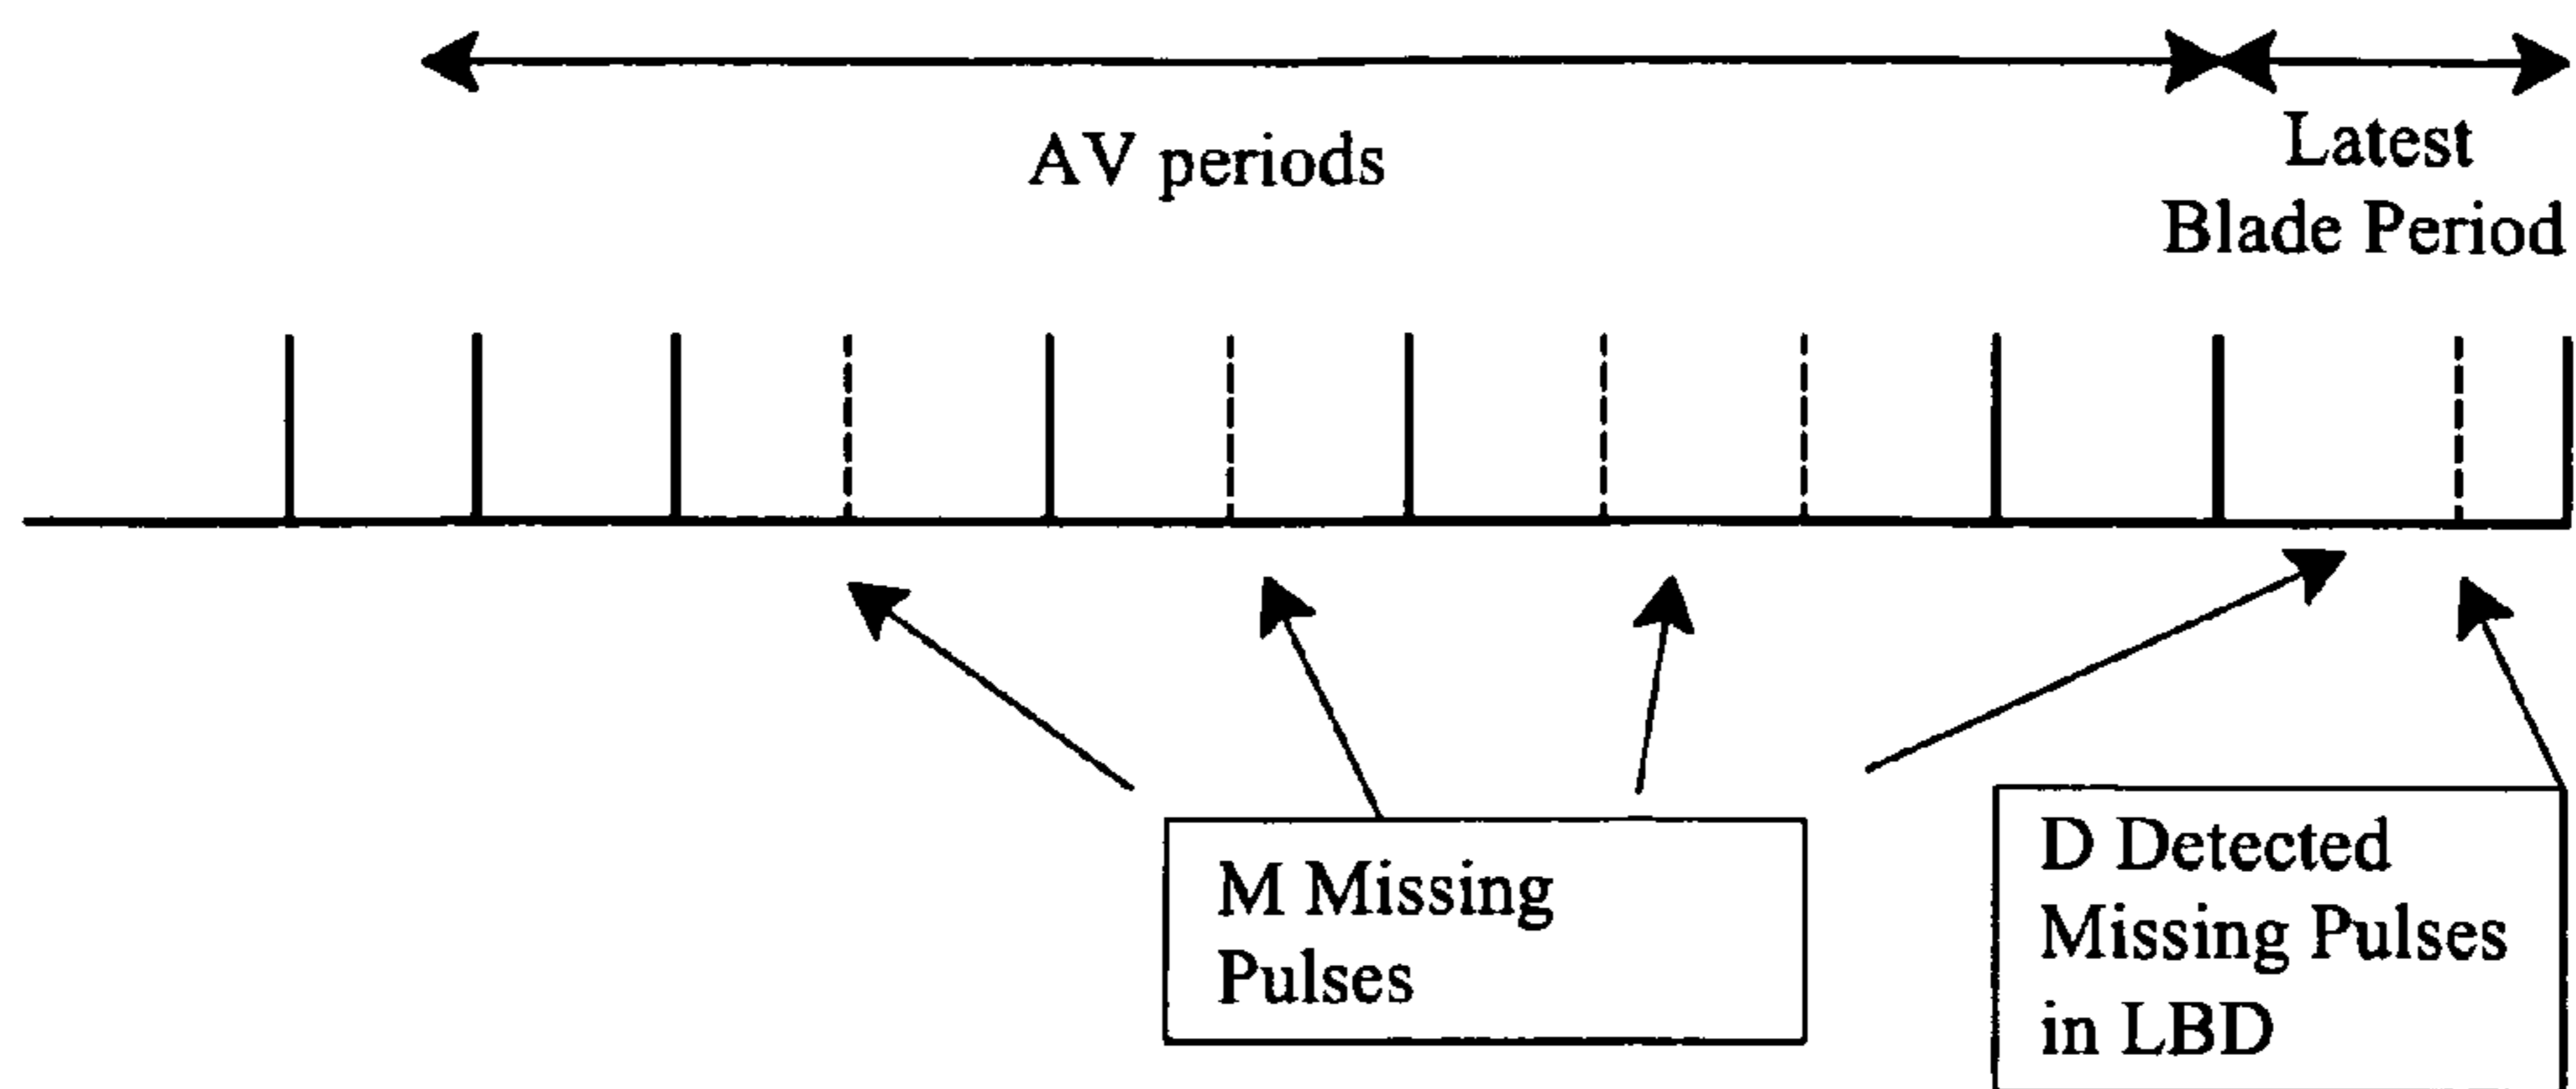 AV periods
Latest
Blade Period
M Missing
Pulses
D Detected
Missing Pulses
in LBD